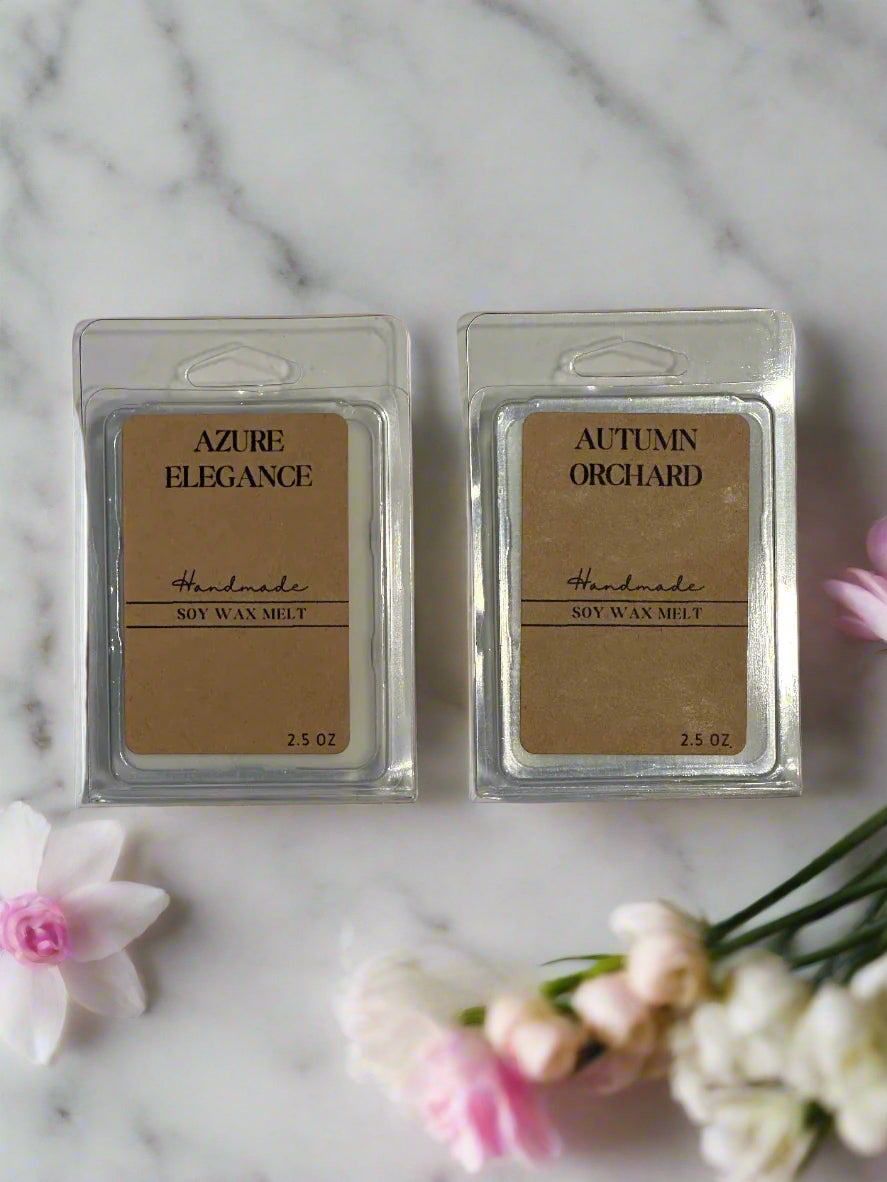 AZURE
ELEGANCE
Handmade
SOY WAX MELT
2.5 OZ
AUTUMN
ORCHARD
Handmade
SOY WAX MELT
2.5 OZ